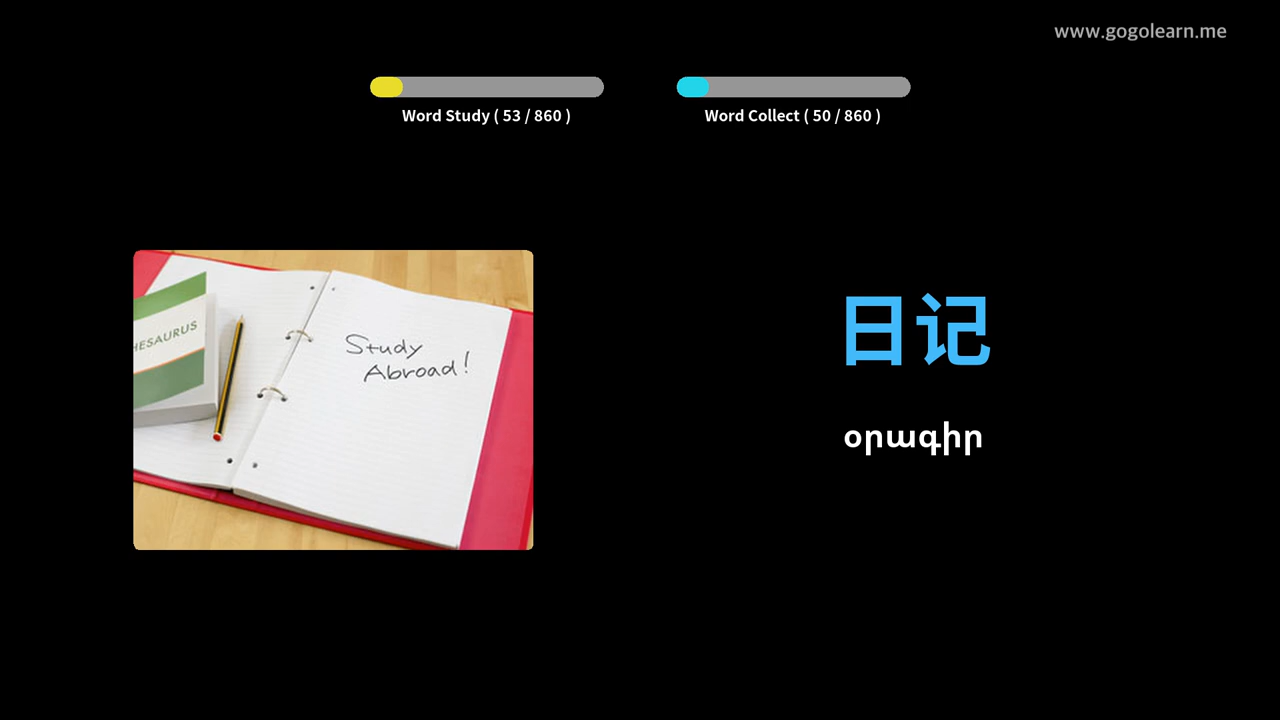 www.gogolearn.me
Word Study ( 53 / 860 )
Word Collect ( 50 / 860 )
HESAURUS
Study
Abroad!
日记
օրագիր